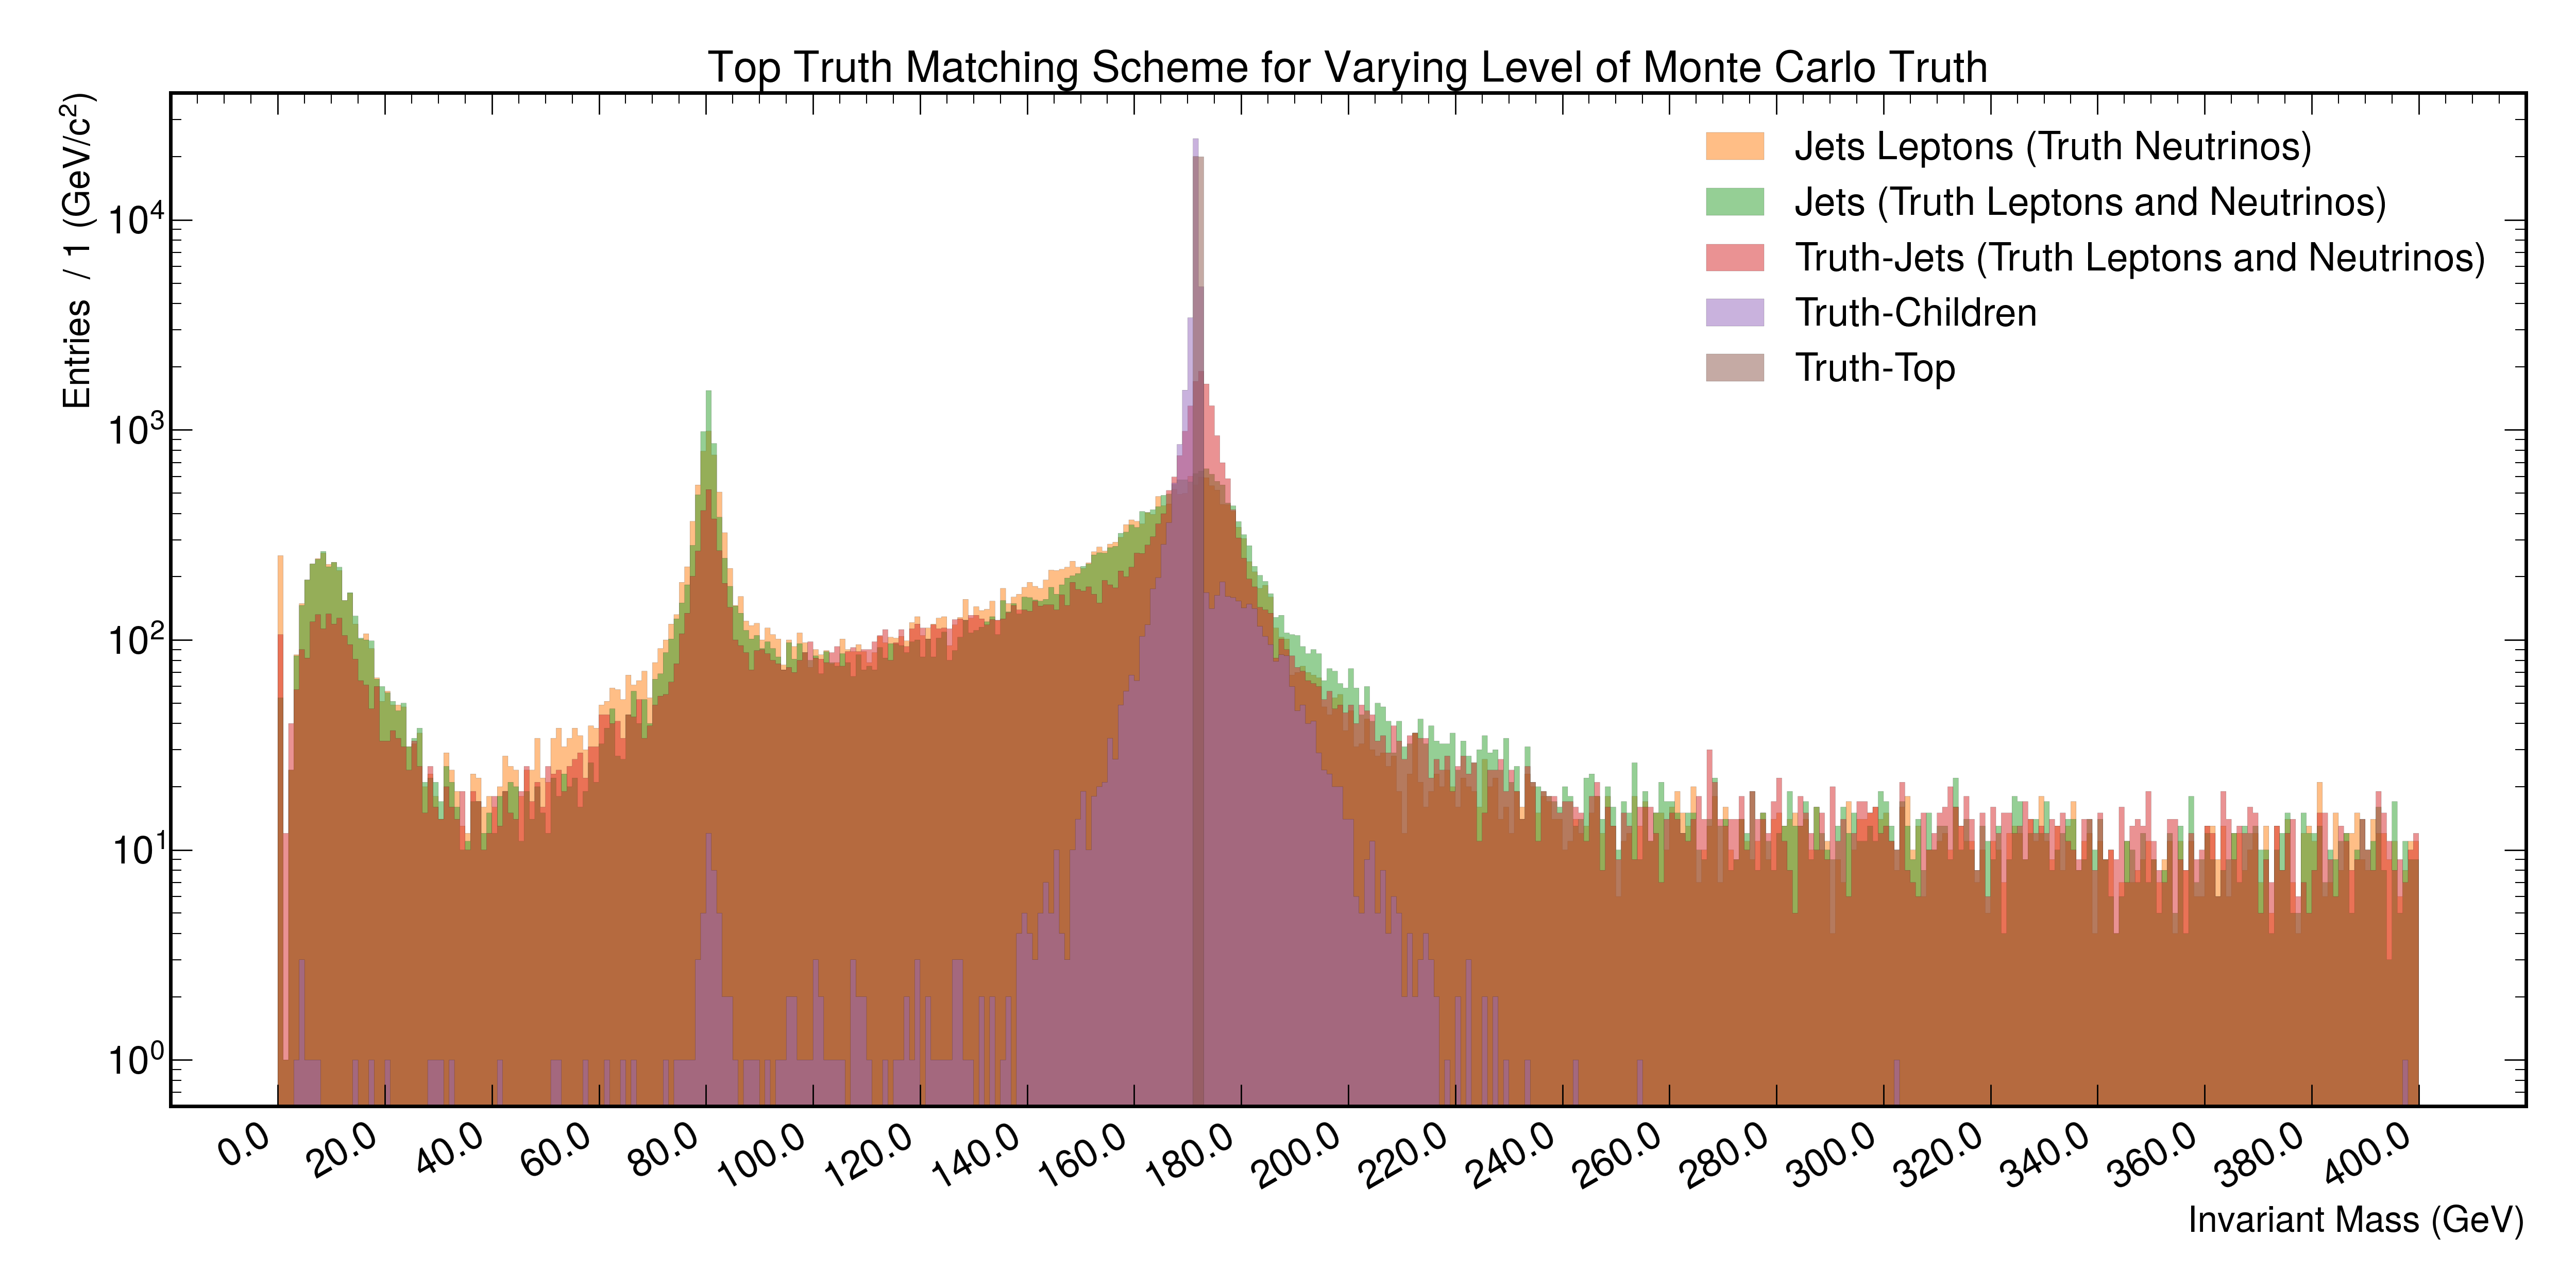 Top Truth Matching Scheme for Varying Level of Monte Carlo Truth
Entries / 1 (GeV/c²)
10⁴
10³
10²
10¹
10⁰
Jets Leptons (Truth Neutrinos)
Jets (Truth Leptons and Neutrinos)
Truth-Jets (Truth Leptons and Neutrinos)
Truth-Children
Truth-Top
0.0 20.0 40.0 60.0 80.0 100.0 120.0 140.0 160.0 180.0 200.0 220.0 240.0 260.0 280.0 300.0 320.0 340.0 360.0 380.0 400.0
Invariant Mass (GeV)